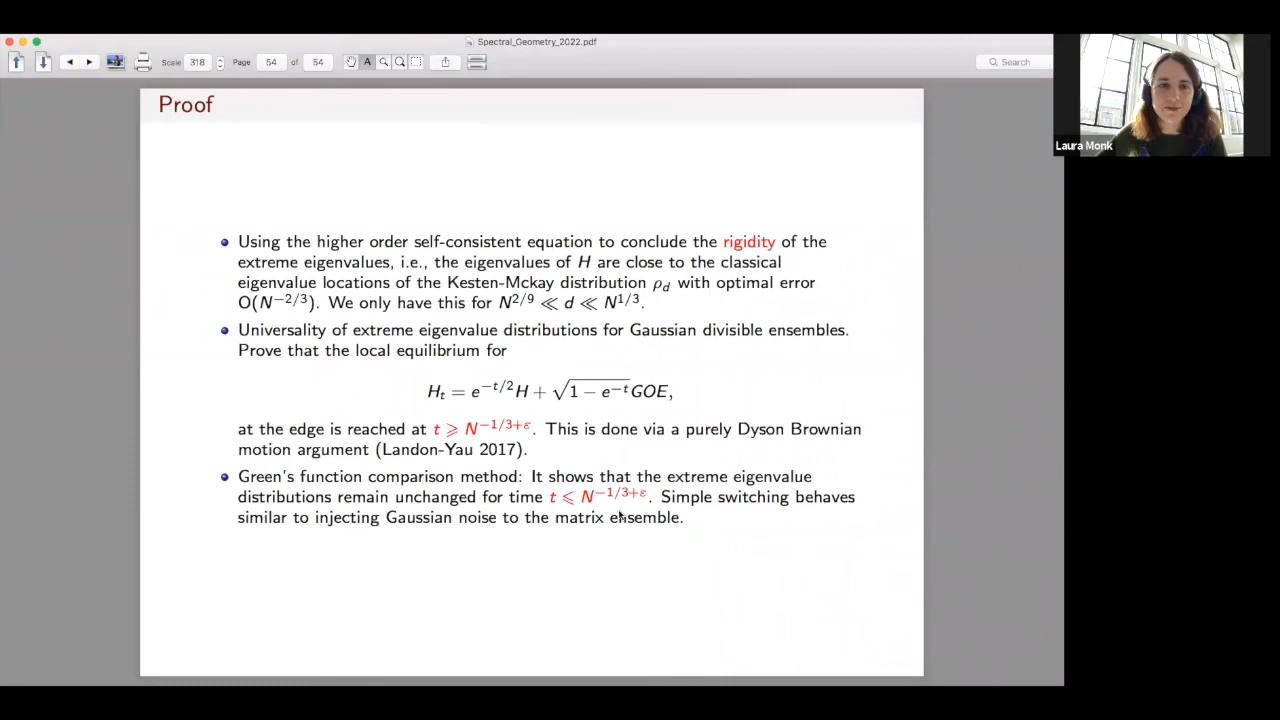 Spectral_Geometry_2022.pdf
Scale 318 Page 54 of 54 A Search
Proof
Laura Monk
Using the higher order self-consistent equation to conclude the rigidity of the
extreme eigenvalues, i.e., the eigenvalues of H are close to the classical
eigenvalue locations of the Kesten-Mckay distribution ρ_d with optimal error
O(N^{−2/3}). We only have this for N^{2/9} ≪ d ≪ N^{1/3}.
Universality of extreme eigenvalue distributions for Gaussian divisible ensembles.
Prove that the local equilibrium for
H_t = e^{−t/2}H + √(1 − e^{−t})GOE,
at the edge is reached at t ⩾ N^{−1/3+ε}. This is done via a purely Dyson Brownian
motion argument (Landon-Yau 2017).
Green's function comparison method: It shows that the extreme eigenvalue
distributions remain unchanged for time t ⩽ N^{−1/3+ε}. Simple switching behaves
similar to injecting Gaussian noise to the matrix ensemble.